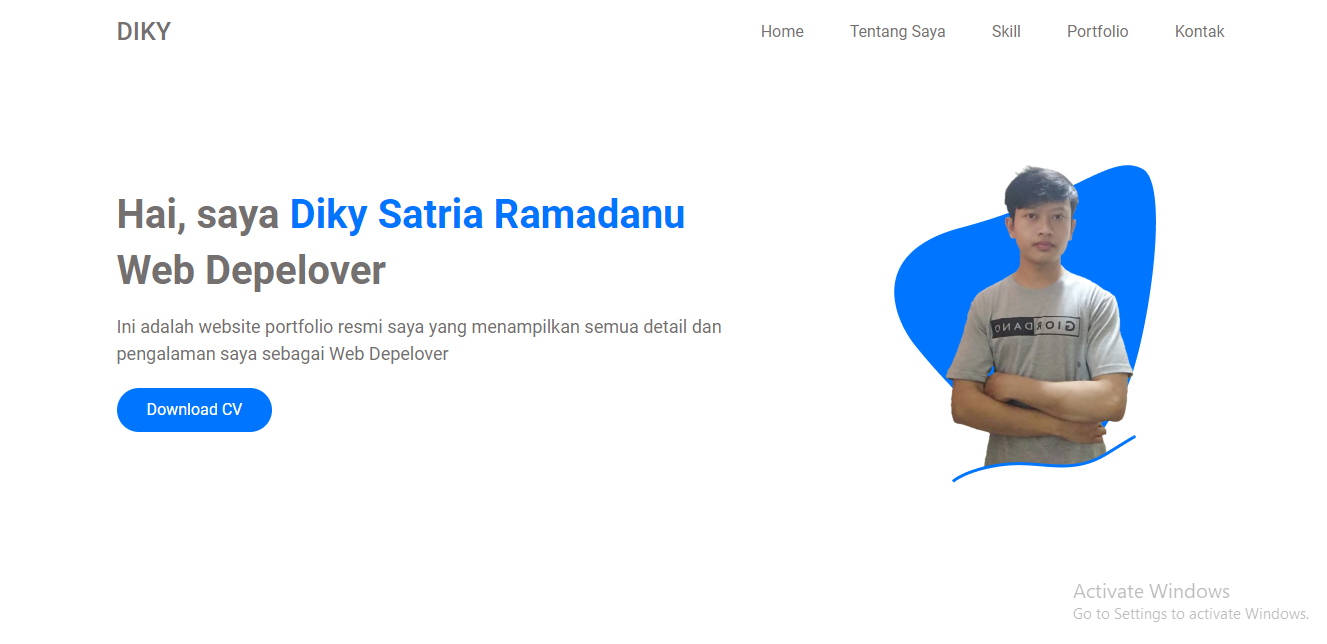 DIKY
Home
Tentang Saya
Skill
Portfolio
Kontak
Hai, saya Diky Satria Ramadanu
Web Depelover
Ini adalah website portfolio resmi saya yang menampilkan semua detail dan
pengalaman saya sebagai Web Depelover
Download CV
GIORDANO
Activate Windows
Go to Settings to activate Windows.